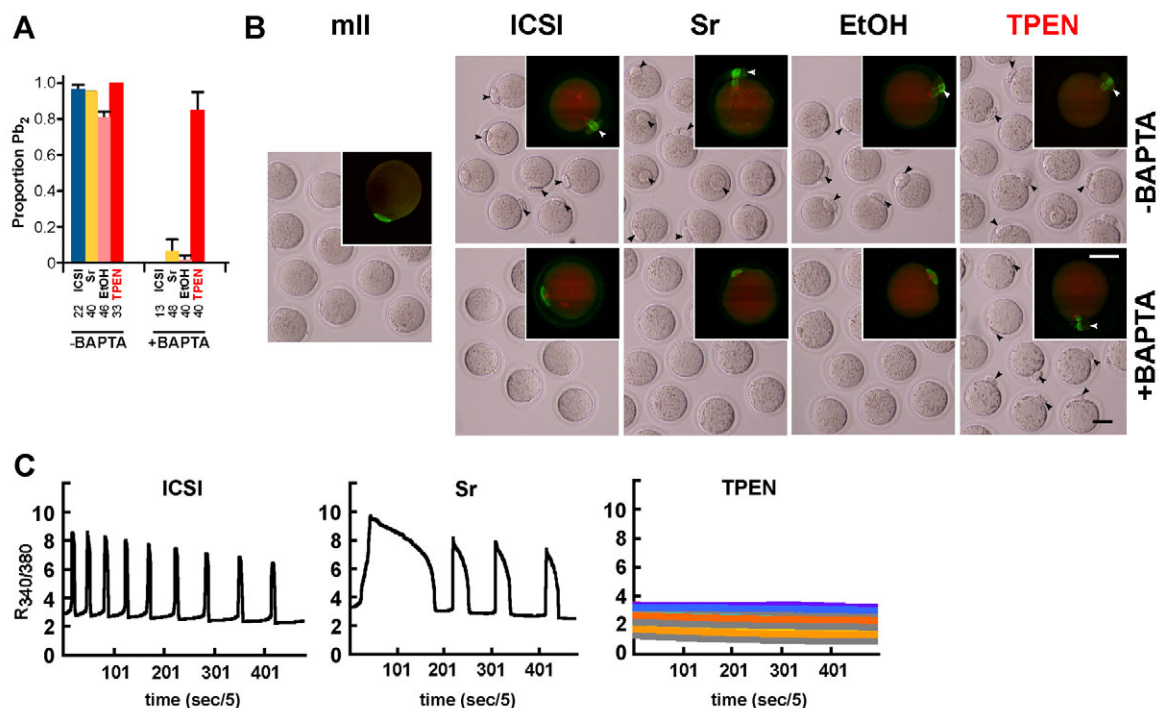 A
Proportion Pb2
1.0
0.8
0.6
0.4
0.2
0
ICSI
Sr
EtOH
TPEN
ICSI
Sr
EtOH
TPEN
22
40
46
33
13
48
40
40
-BAPTA
+BAPTA
B
mII
ICSI
Sr
EtOH
TPEN
-BAPTA
+BAPTA
C
ICSI
R340/380
10
8
6
4
2
0
101 201 301 401
time (sec/5)
Sr
10
8
6
4
2
0
101 201 301 401
time (sec/5)
TPEN
12
10
8
6
4
2
0
101 201 301 401
time (sec/5)